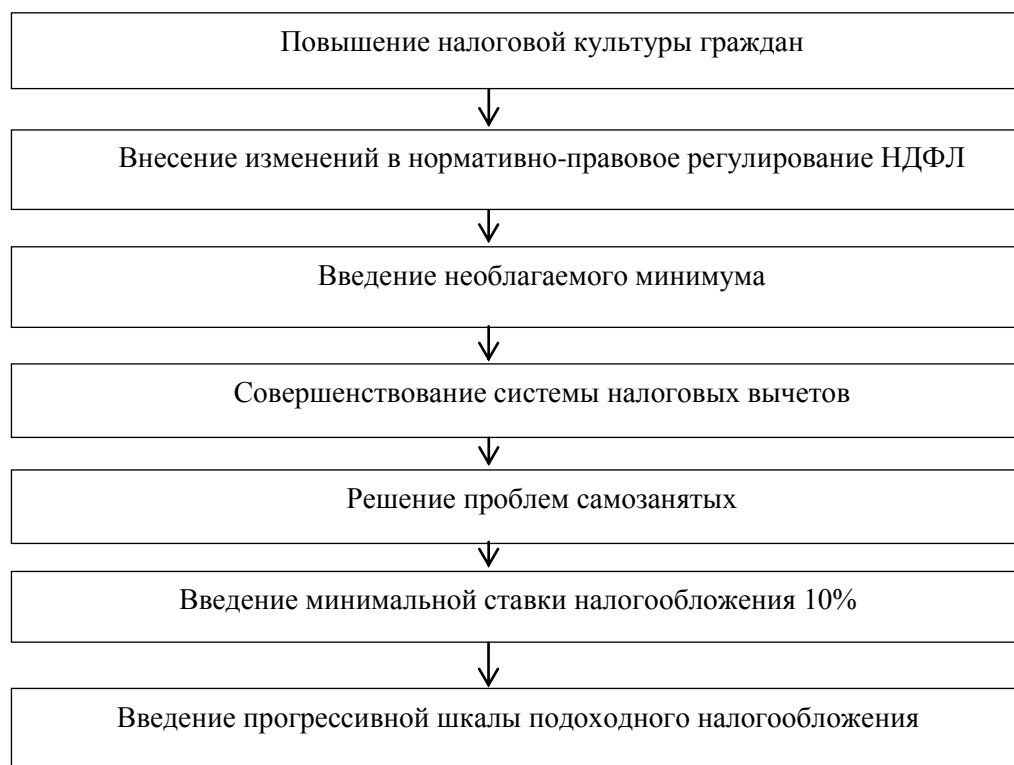 Повышение налоговой культуры граждан
Внесение изменений в нормативно-правовое регулирование НДФЛ
Введение необлагаемого минимума
Совершенствование системы налоговых вычетов
Решение проблем самозанятых
Введение минимальной ставки налогообложения 10%
Введение прогрессивной шкалы подоходного налогообложения